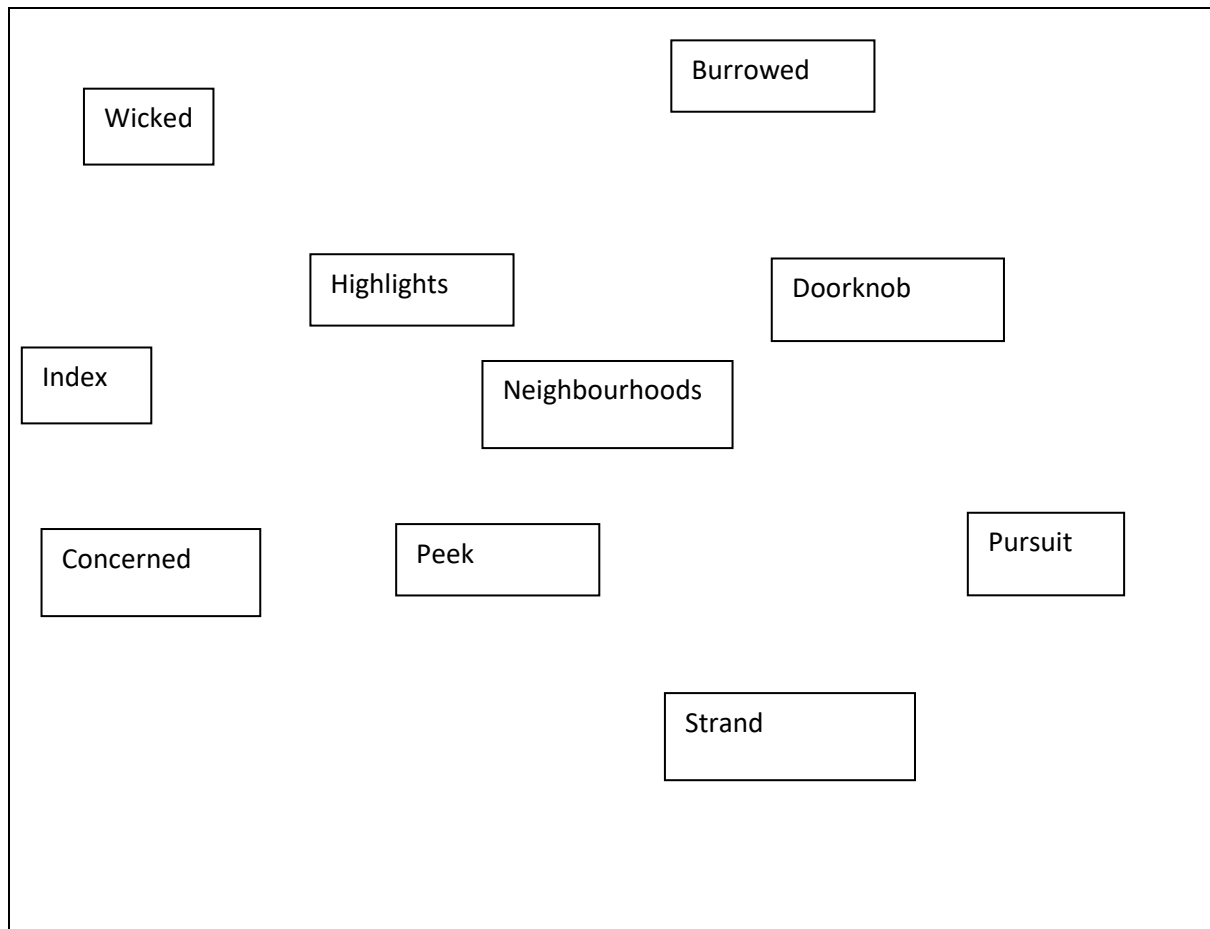 Burrowed
Wicked
Highlights
Doorknob
Index
Neighbourhoods
Concerned
Peek
Pursuit
Strand